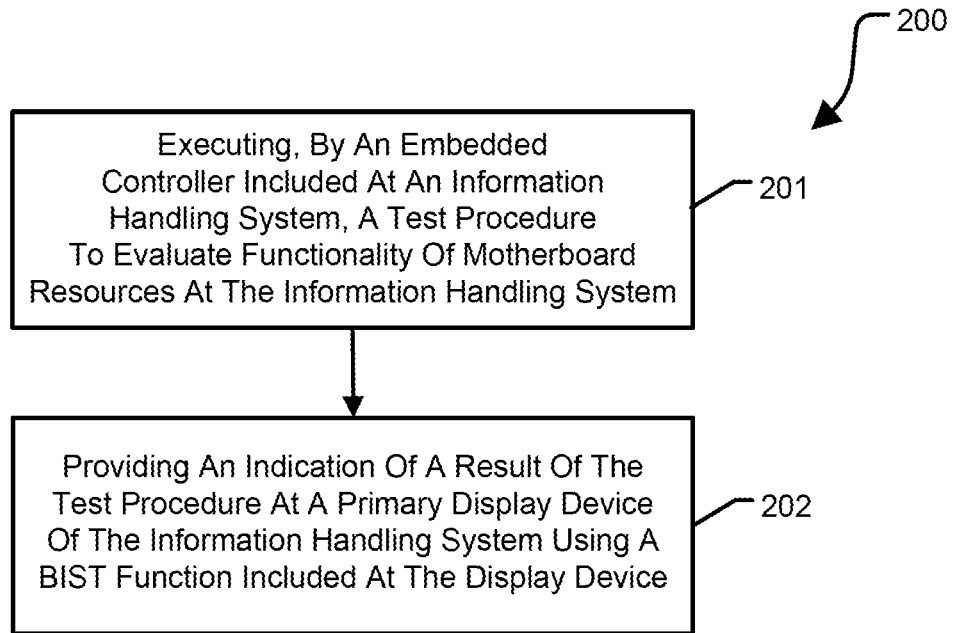 200
Executing, By An Embedded
Controller Included At An Information
Handling System, A Test Procedure
To Evaluate Functionality Of Motherboard
Resources At The Information Handling System
201
Providing An Indication Of A Result Of The
Test Procedure At A Primary Display Device
Of The Information Handling System Using A
BIST Function Included At The Display Device
202